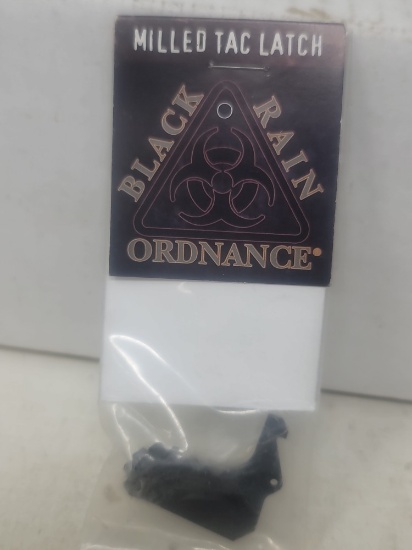 MILLED TAC LATCH
BLACK RAIN
ORDNANCE